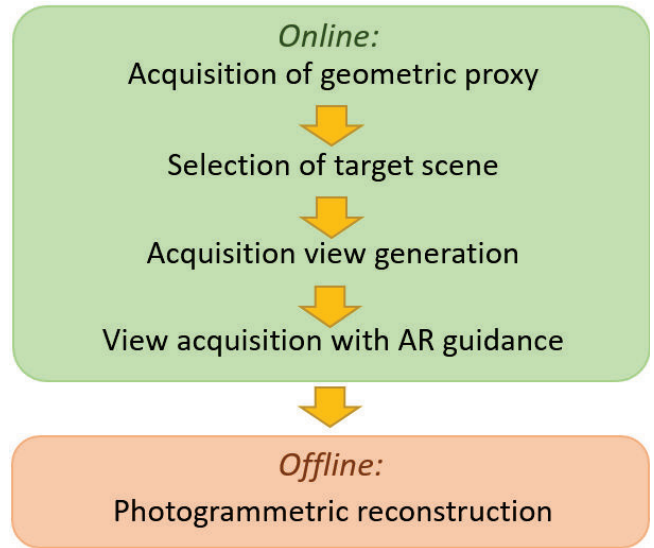 Online:
Acquisition of geometric proxy
Selection of target scene
Acquisition view generation
View acquisition with AR guidance
Offline:
Photogrammetric reconstruction